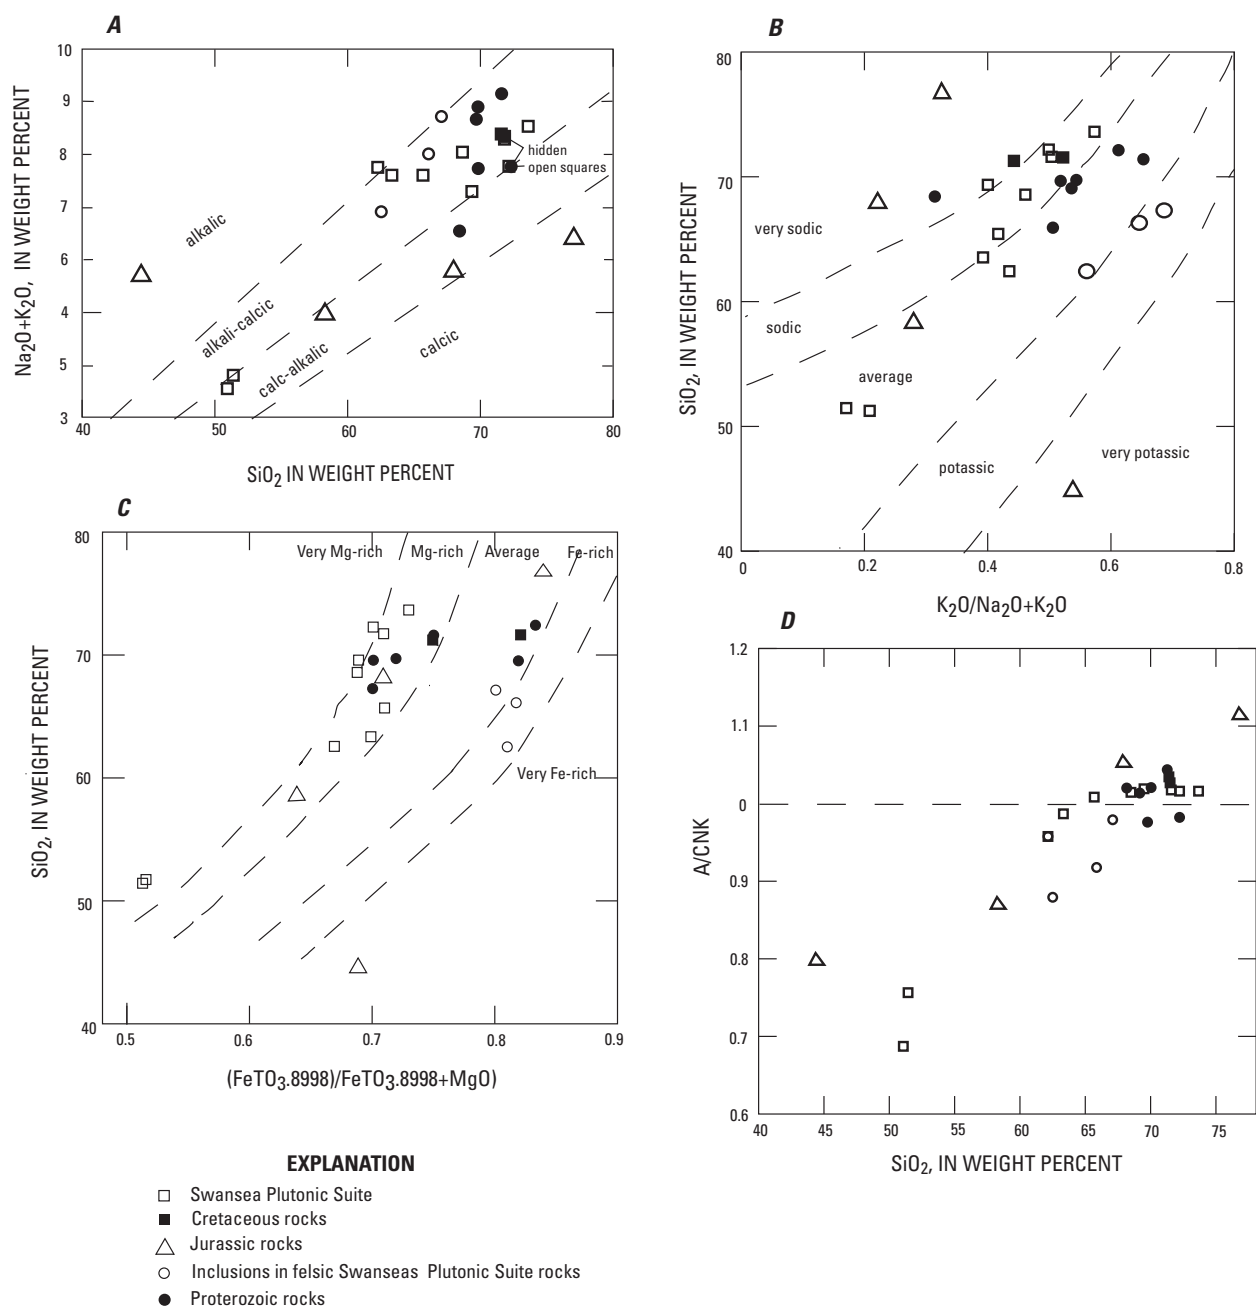 A
Na2O+K2O, IN WEIGHT PERCENT
10
9
8
7
6
4
5
3
40
50
60
70
80
alkalic
alkali-calcic
calc-alkalic
calcic
hidden
open squares
SiO2 IN WEIGHT PERCENT
B
SiO2, IN WEIGHT PERCENT
80
70
60
50
40
0
0.2
0.4
0.6
0.8
very sodic
sodic
average
potassic
very potassic
K2O/Na2O+K2O
C
SiO2, IN WEIGHT PERCENT
80
70
60
50
40
0.5
0.6
0.7
0.8
0.9
Very Mg-rich
Mg-rich
Average
Fe-rich
Very Fe-rich
(FeTO3.8998)/FeTO3.8998+MgO)
D
A/CNK
1.2
1.1
0
0.9
0.8
0.7
0.6
40
45
50
55
60
65
70
75
SiO2, IN WEIGHT PERCENT
EXPLANATION
Swansea Plutonic Suite
Cretaceous rocks
Jurassic rocks
Inclusions in felsic Swanseas Plutonic Suite rocks
Proterozoic rocks